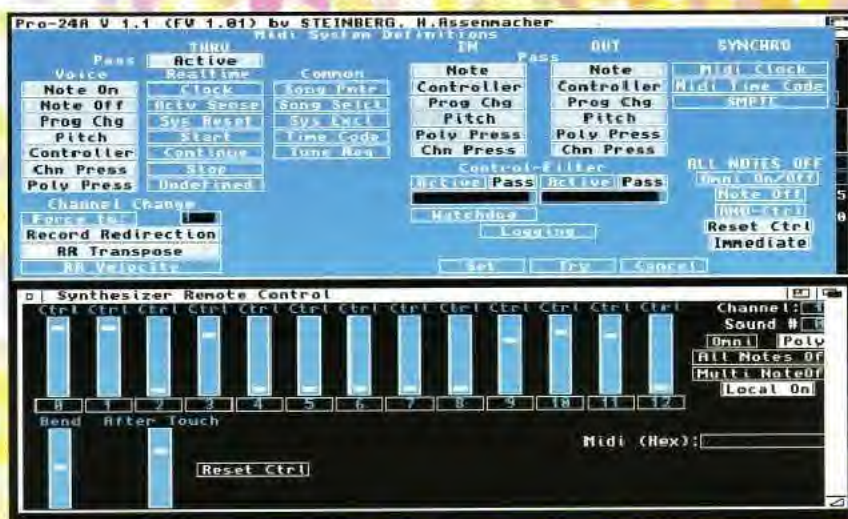 Pro-24A V 1.1 (FW 1.01) by STEINBERG, W.Assenmacher
Midi System Definitions
THRU IN OUT SYNCHRO
Pass Active Pass
Voice Realtime Common Note Note Midi Clock
Note On Clock Song Pntr Controller Controller Midi Time Code
Note Off Actv Sense Song Selct Prog Chg Prog Chg SMPTE
Prog Chg Sys Reset Sys Excl Pitch Pitch
Pitch Start Time Code Poly Press Poly Press
Controller Continue Tune Req Chn Press Chn Press
Chn Press Stop Control-Filter ALL NOTES OFF
Poly Press Undefined Active Pass Active Pass Omni On/Off
Channel Change Note Off
Force to: Watchdog ANO-Ctrl
Record Redirection Logging Reset Ctrl
RR Transpose Immediate
RR Velocity Set Try Cancel
Synthesizer Remote Control
Ctrl Ctrl Ctrl Ctrl Ctrl Ctrl Ctrl Ctrl Ctrl Ctrl Ctrl Ctrl Ctrl Channel: 1
Sound #
Omni Poly
All Notes Of
Multi NoteOf
Local On
0 1 2 3 4 5 6 7 8 9 10 11 12
Bend After Touch
Midi (Hex):
Reset Ctrl